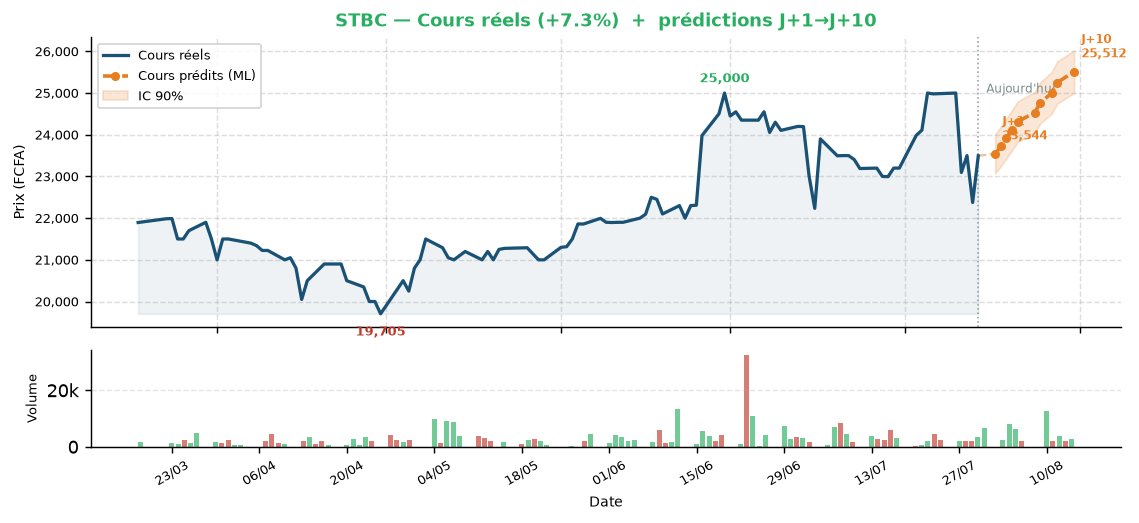 STBC — Cours réels (+7.3%)  +  prédictions J+1→J+10
Cours réels
Cours prédits (ML)
IC 90%
Prix (FCFA)
26,000
25,000
24,000
23,000
22,000
21,000
20,000
25,000
19,705
Aujourd'hui
J+10
25,512
23,544
Volume
20k
0
23/03
06/04
20/04
04/05
18/05
01/06
15/06
29/06
13/07
27/07
10/08
Date